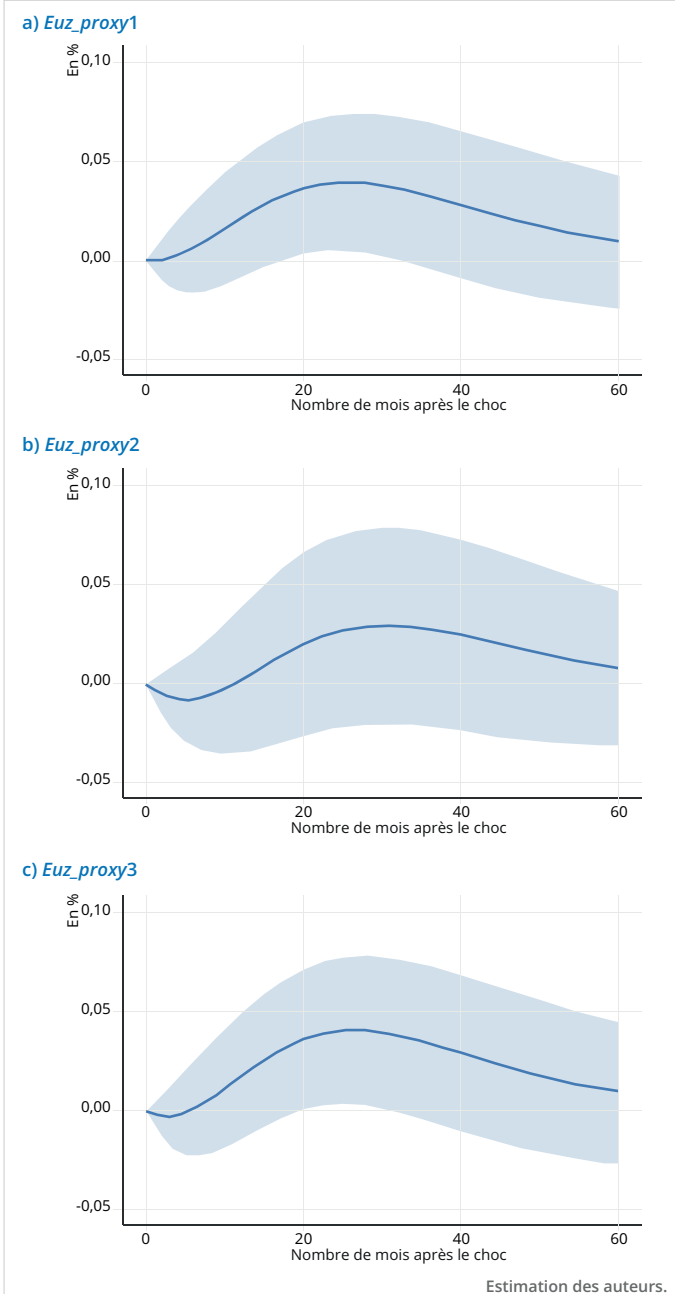 a) Euz_proxy1
En %
0,10
0,05
0,00
-0,05
0 20 40 60
Nombre de mois après le choc
b) Euz_proxy2
En %
0,10
0,05
0,00
-0,05
0 20 40 60
Nombre de mois après le choc
c) Euz_proxy3
En %
0,10
0,05
0,00
-0,05
0 20 40 60
Nombre de mois après le choc
Estimation des auteurs.